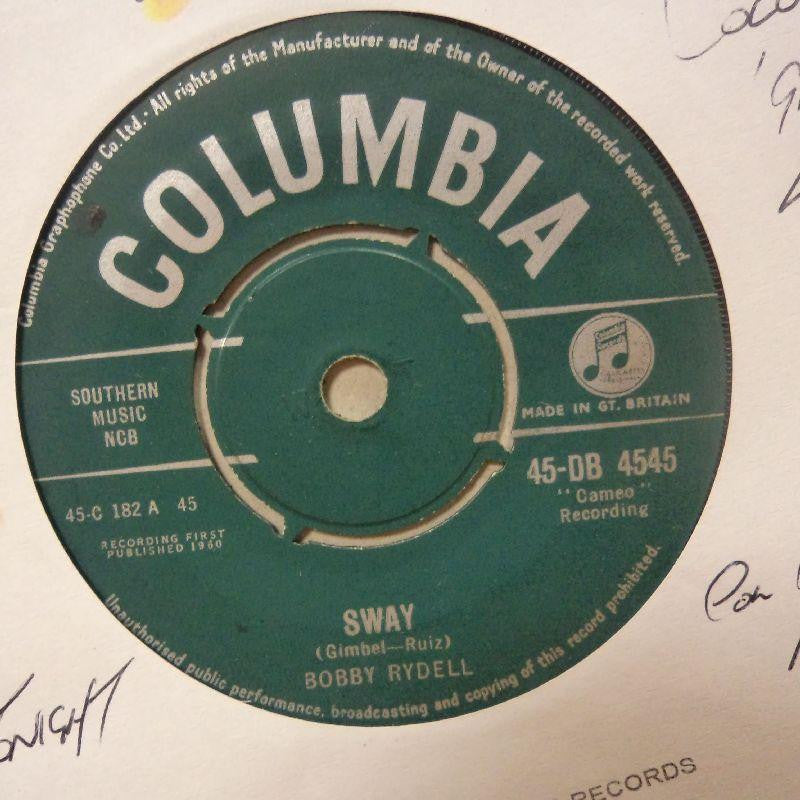 Columbia Graphophone Co. Ltd. · All rights of the Manufacturer and of the Owner of the recorded work reserved.
COLUMBIA
SOUTHERN
MUSIC
NCB
MADE IN GT. BRITAIN
45-C 182 A 45
45-DB 4545
"Cameo"
Recording
RECORDING FIRST
PUBLISHED 1960
SWAY
(Gimbel—Ruiz)
BOBBY RYDELL
Unauthorised public performance, broadcasting and copying of this record prohibited.
RECORDS